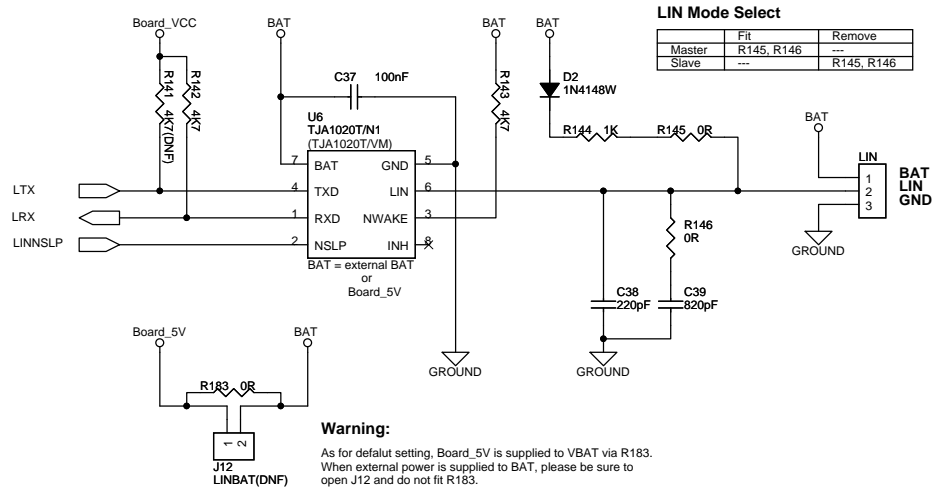 LIN Mode Select
Fit Remove
Master R145, R146 ---
Slave --- R145, R146
Board_VCC BAT BAT BAT
R141 4K7(DNF)
R142 4K7
C37 100nF
R143 4K7
D2
1N4148W
R144 1K R145 0R
U6
TJA1020T/N1
(TJA1020T/VM)
7 BAT GND 5
4 TXD LIN 6
1 RXD NWAKE 3
2 NSLP INH 8
BAT = external BAT
or
Board_5V
LTX
LRX
LINNSLP
BAT
LIN
1 BAT
2 LIN
3 GND
GROUND
R146
0R
C38
220pF
C39
820pF
GROUND
GROUND
Board_5V BAT
R183 0R
1 2
J12
LINBAT(DNF)
Warning:
As for defalut setting, Board_5V is supplied to VBAT via R183.
When external power is supplied to BAT, please be sure to
open J12 and do not fit R183.